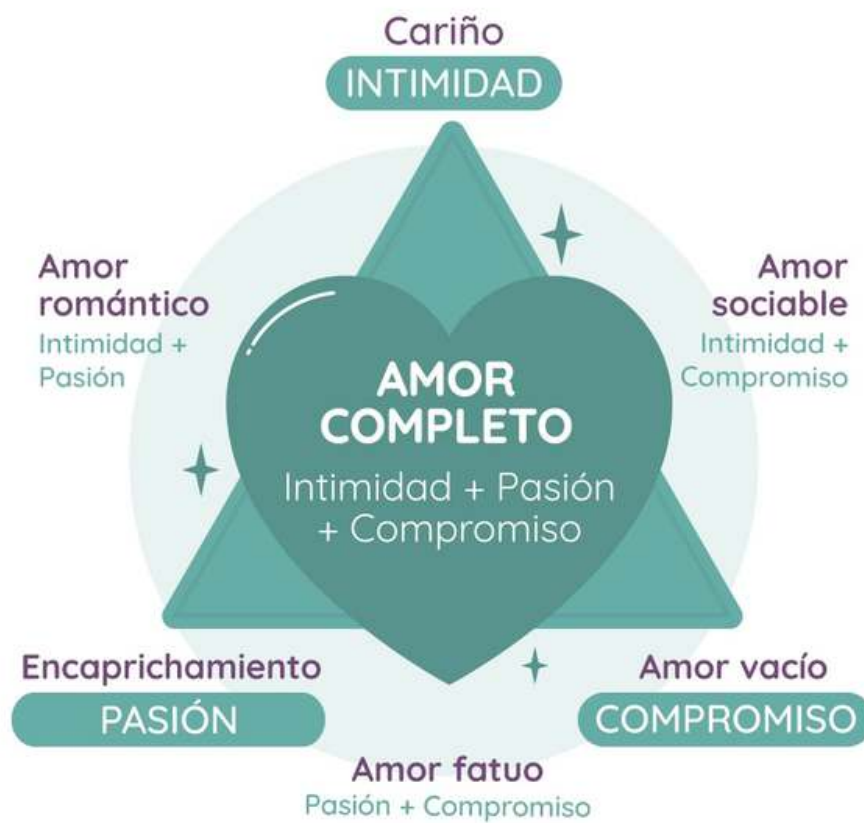 Cariño
INTIMIDAD
Amor
romántico
Intimidad +
Pasión
Amor
sociable
Intimidad +
Compromiso
AMOR
COMPLETO
Intimidad + Pasión
+ Compromiso
Encaprichamiento
PASIÓN
Amor vacío
COMPROMISO
Amor fatuo
Pasión + Compromiso